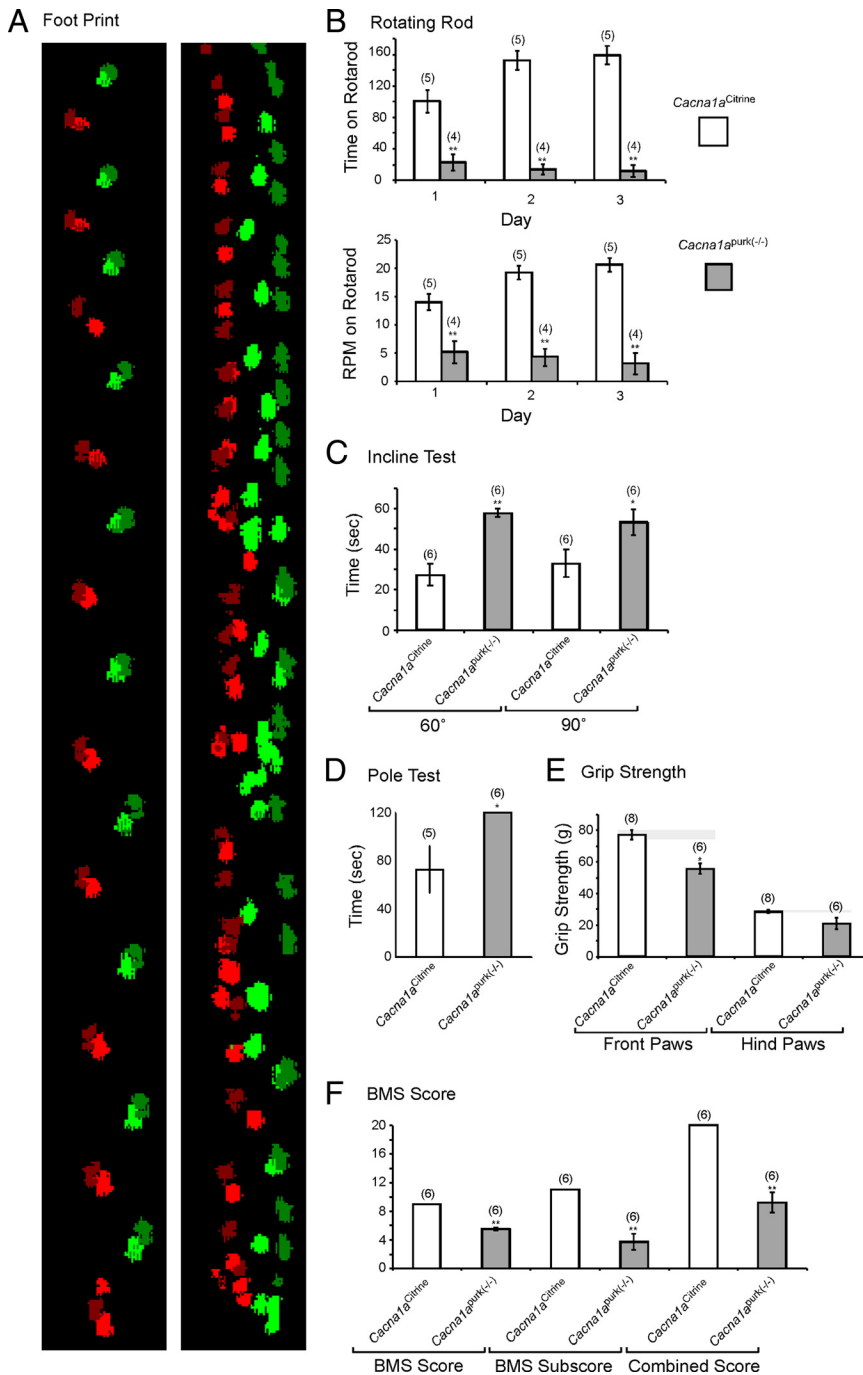 A Foot Print
B Rotating Rod
Time on Rotarod
160
120
80
40
0
(5)
(4)
**
(5)
(4)
**
(5)
(4)
**
1 2 3
Day
Cacna1aCitrine
RPM on Rotarod
25
20
15
10
5
0
(5)
(4)
**
(5)
(4)
**
(5)
(4)
**
1 2 3
Day
Cacna1apurk(-/-)
C Incline Test
Time (sec)
60
40
20
0
(6)
(6)
**
(6)
(6)
*
Cacna1aCitrine
Cacna1apurk(-/-)
Cacna1aCitrine
Cacna1apurk(-/-)
60° 90°
D Pole Test
Time (sec)
120
80
40
0
(5)
(6)
*
Cacna1aCitrine
Cacna1apurk(-/-)
E Grip Strength
Grip Strength (g)
80
60
40
20
0
(8)
(6)
*
(8)
(6)
Cacna1aCitrine
Cacna1apurk(-/-)
Cacna1aCitrine
Cacna1apurk(-/-)
Front Paws Hind Paws
F BMS Score
20
16
12
8
4
0
(6)
(6)
**
(6)
(6)
**
(6)
(6)
**
Cacna1aCitrine
Cacna1apurk(-/-)
Cacna1aCitrine
Cacna1apurk(-/-)
Cacna1aCitrine
Cacna1apurk(-/-)
BMS Score BMS Subscore Combined Score